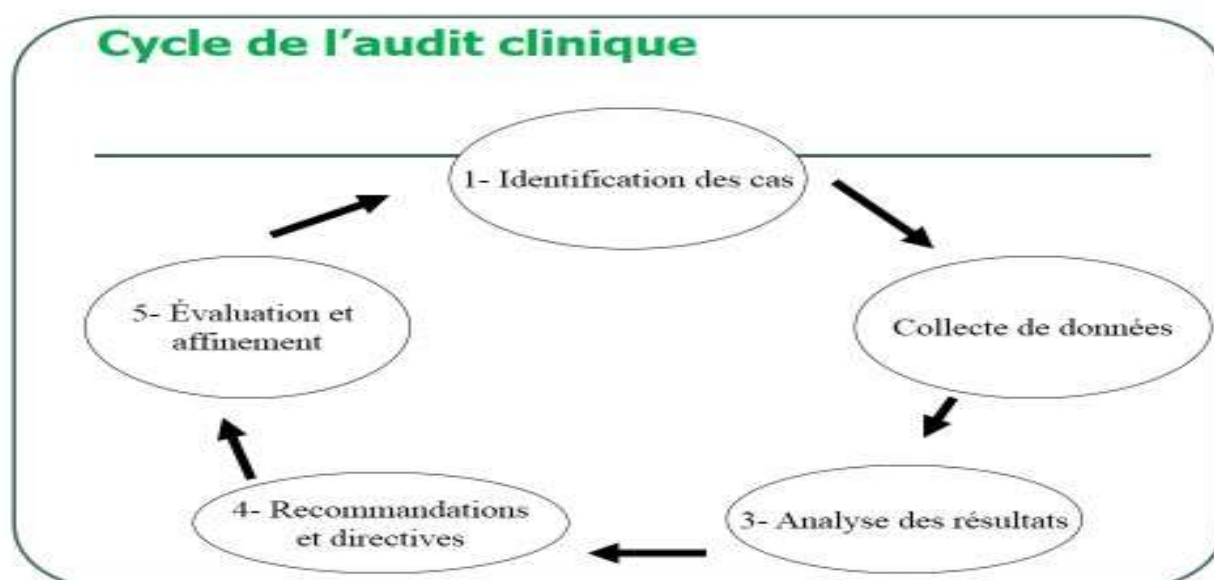 Cycle de l'audit clinique
1- Identification des cas
Collecte de données
3- Analyse des résultats
4- Recommandations
et directives
5- Évaluation et
affinement